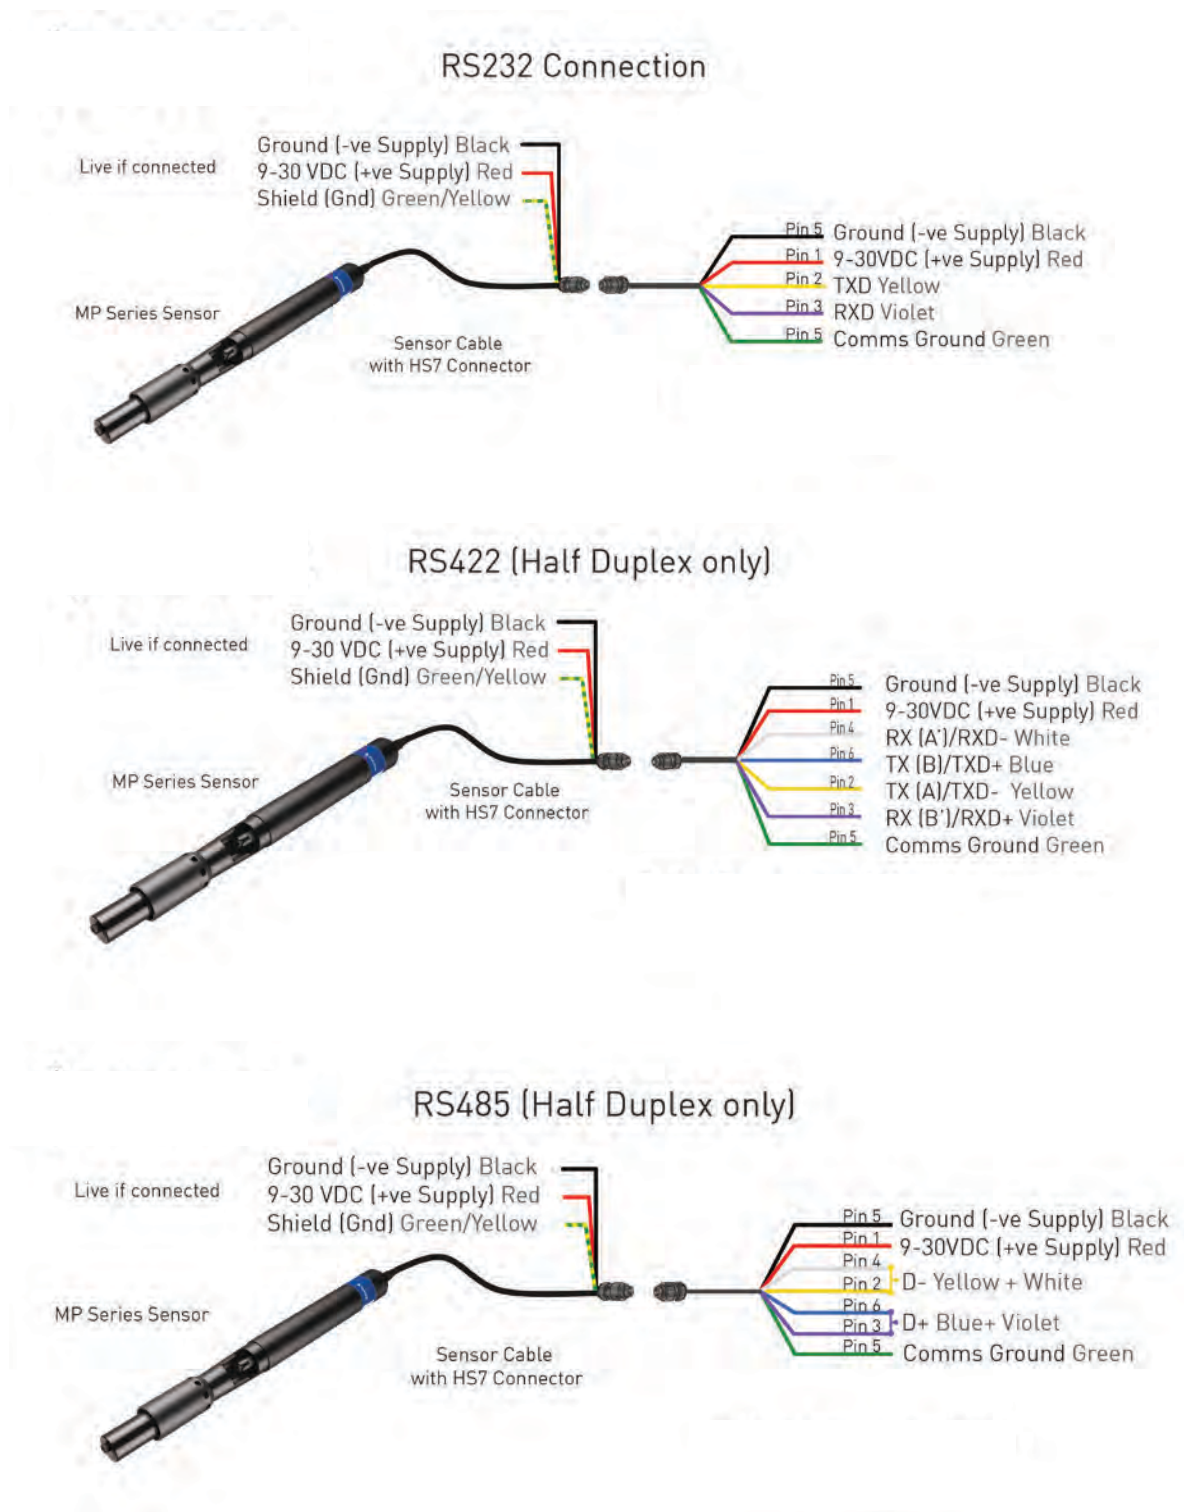 RS232 Connection
Ground (-ve Supply) Black
Live if connected
9-30 VDC (+ve Supply) Red
Shield (Gnd) Green/Yellow
Pin 5 Ground (-ve Supply) Black
Pin 1 9-30VDC (+ve Supply) Red
Pin 2 TXD Yellow
Pin 3 RXD Violet
Pin 5 Comms Ground Green
MP Series Sensor
Sensor Cable
with HS7 Connector
RS422 (Half Duplex only)
Ground (-ve Supply) Black
Live if connected
9-30 VDC (+ve Supply) Red
Shield (Gnd) Green/Yellow
Pin 5 Ground (-ve Supply) Black
Pin 1 9-30VDC (+ve Supply) Red
Pin 4 RX (A')/RXD- White
Pin 6 TX (B)/TXD+ Blue
Pin 2 TX (A)/TXD- Yellow
Pin 3 RX (B')/RXD+ Violet
Pin 5 Comms Ground Green
MP Series Sensor
Sensor Cable
with HS7 Connector
RS485 (Half Duplex only)
Ground (-ve Supply) Black
Live if connected
9-30 VDC (+ve Supply) Red
Shield (Gnd) Green/Yellow
Pin 5 Ground (-ve Supply) Black
Pin 1 9-30VDC (+ve Supply) Red
Pin 4
Pin 2 D- Yellow + White
Pin 6
Pin 3 D+ Blue+ Violet
Pin 5 Comms Ground Green
MP Series Sensor
Sensor Cable
with HS7 Connector